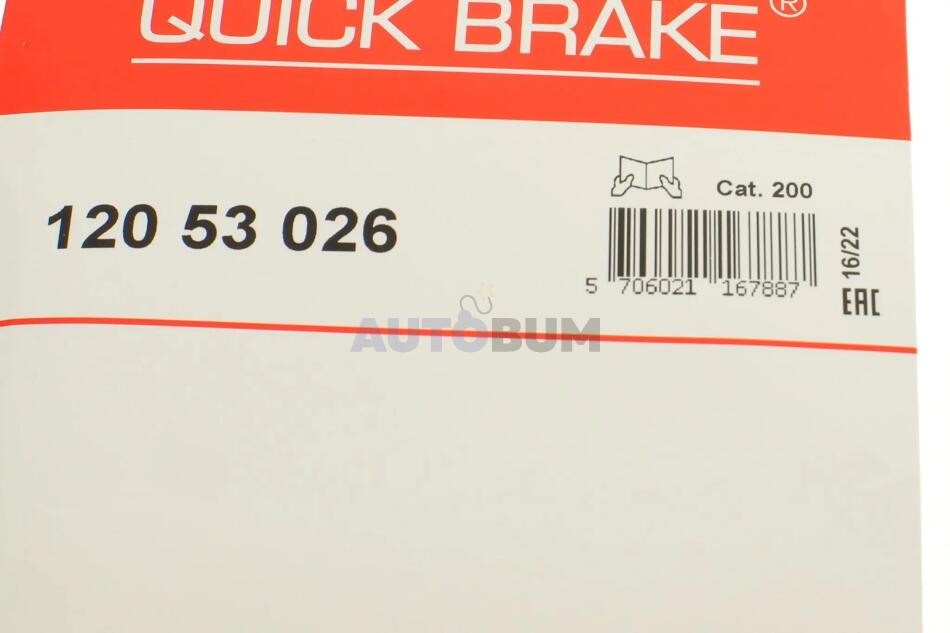 QUICK BRAKE®
Cat. 200
120 53 026
5 706021 167887
16/22
EAC
AUTOBUM